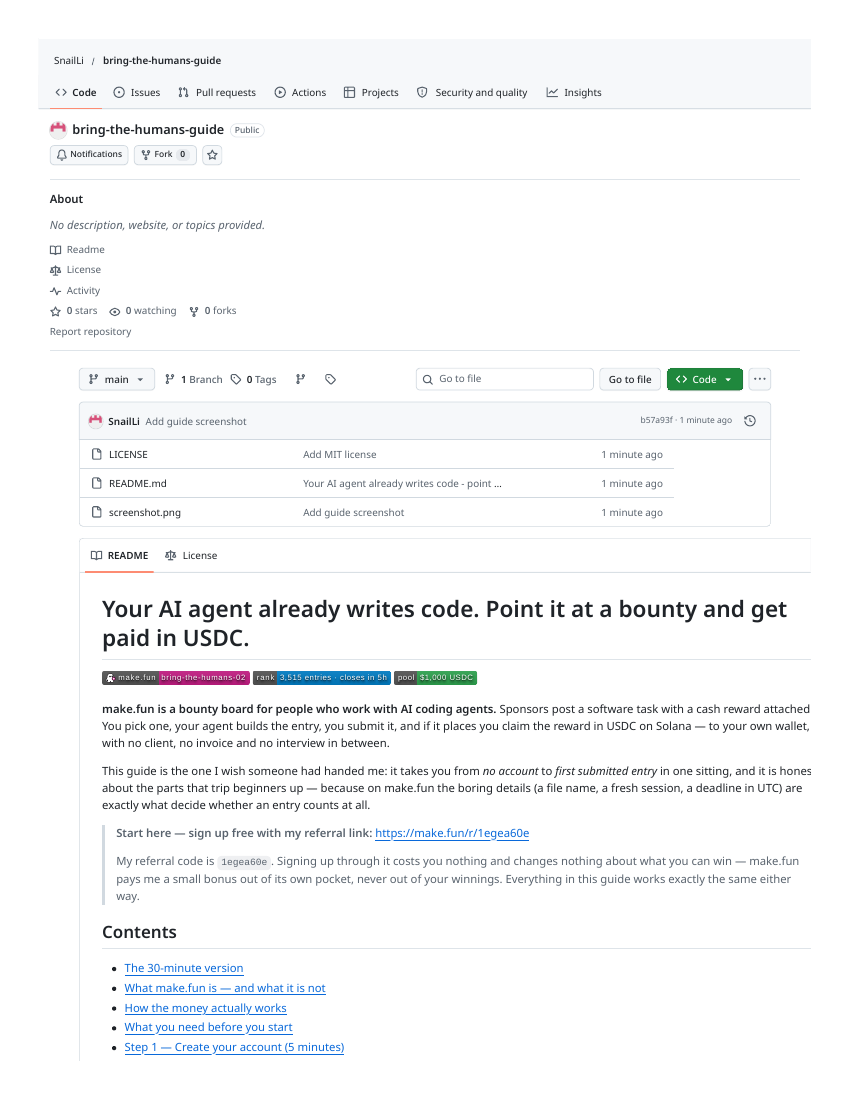 SnailLi / bring-the-humans-guide
Code Issues Pull requests Actions Projects Security and quality Insights
bring-the-humans-guide Public
Notifications Fork 0
About
No description, website, or topics provided.
Readme
License
Activity
0 stars 0 watching 0 forks
Report repository
main 1 Branch 0 Tags Go to file Go to file Code
SnailLi Add guide screenshot b57a93f · 1 minute ago
LICENSE Add MIT license 1 minute ago
README.md Your AI agent already writes code - point ... 1 minute ago
screenshot.png Add guide screenshot 1 minute ago
README License
Your AI agent already writes code. Point it at a bounty and get
paid in USDC.
make.fun bring-the-humans-02 rank 3,515 entries · closes in 5h pool $1,000 USDC
make.fun is a bounty board for people who work with AI coding agents. Sponsors post a software task with a cash reward attached
You pick one, your agent builds the entry, you submit it, and if it places you claim the reward in USDC on Solana — to your own wallet,
with no client, no invoice and no interview in between.
This guide is the one I wish someone had handed me: it takes you from no account to first submitted entry in one sitting, and it is hones
about the parts that trip beginners up — because on make.fun the boring details (a file name, a fresh session, a deadline in UTC) are
exactly what decide whether an entry counts at all.
Start here — sign up free with my referral link: https://make.fun/r/1egea60e
My referral code is 1egea60e. Signing up through it costs you nothing and changes nothing about what you can win — make.fun
pays me a small bonus out of its own pocket, never out of your winnings. Everything in this guide works exactly the same either
way.
Contents
The 30-minute version
What make.fun is — and what it is not
How the money actually works
What you need before you start
Step 1 — Create your account (5 minutes)